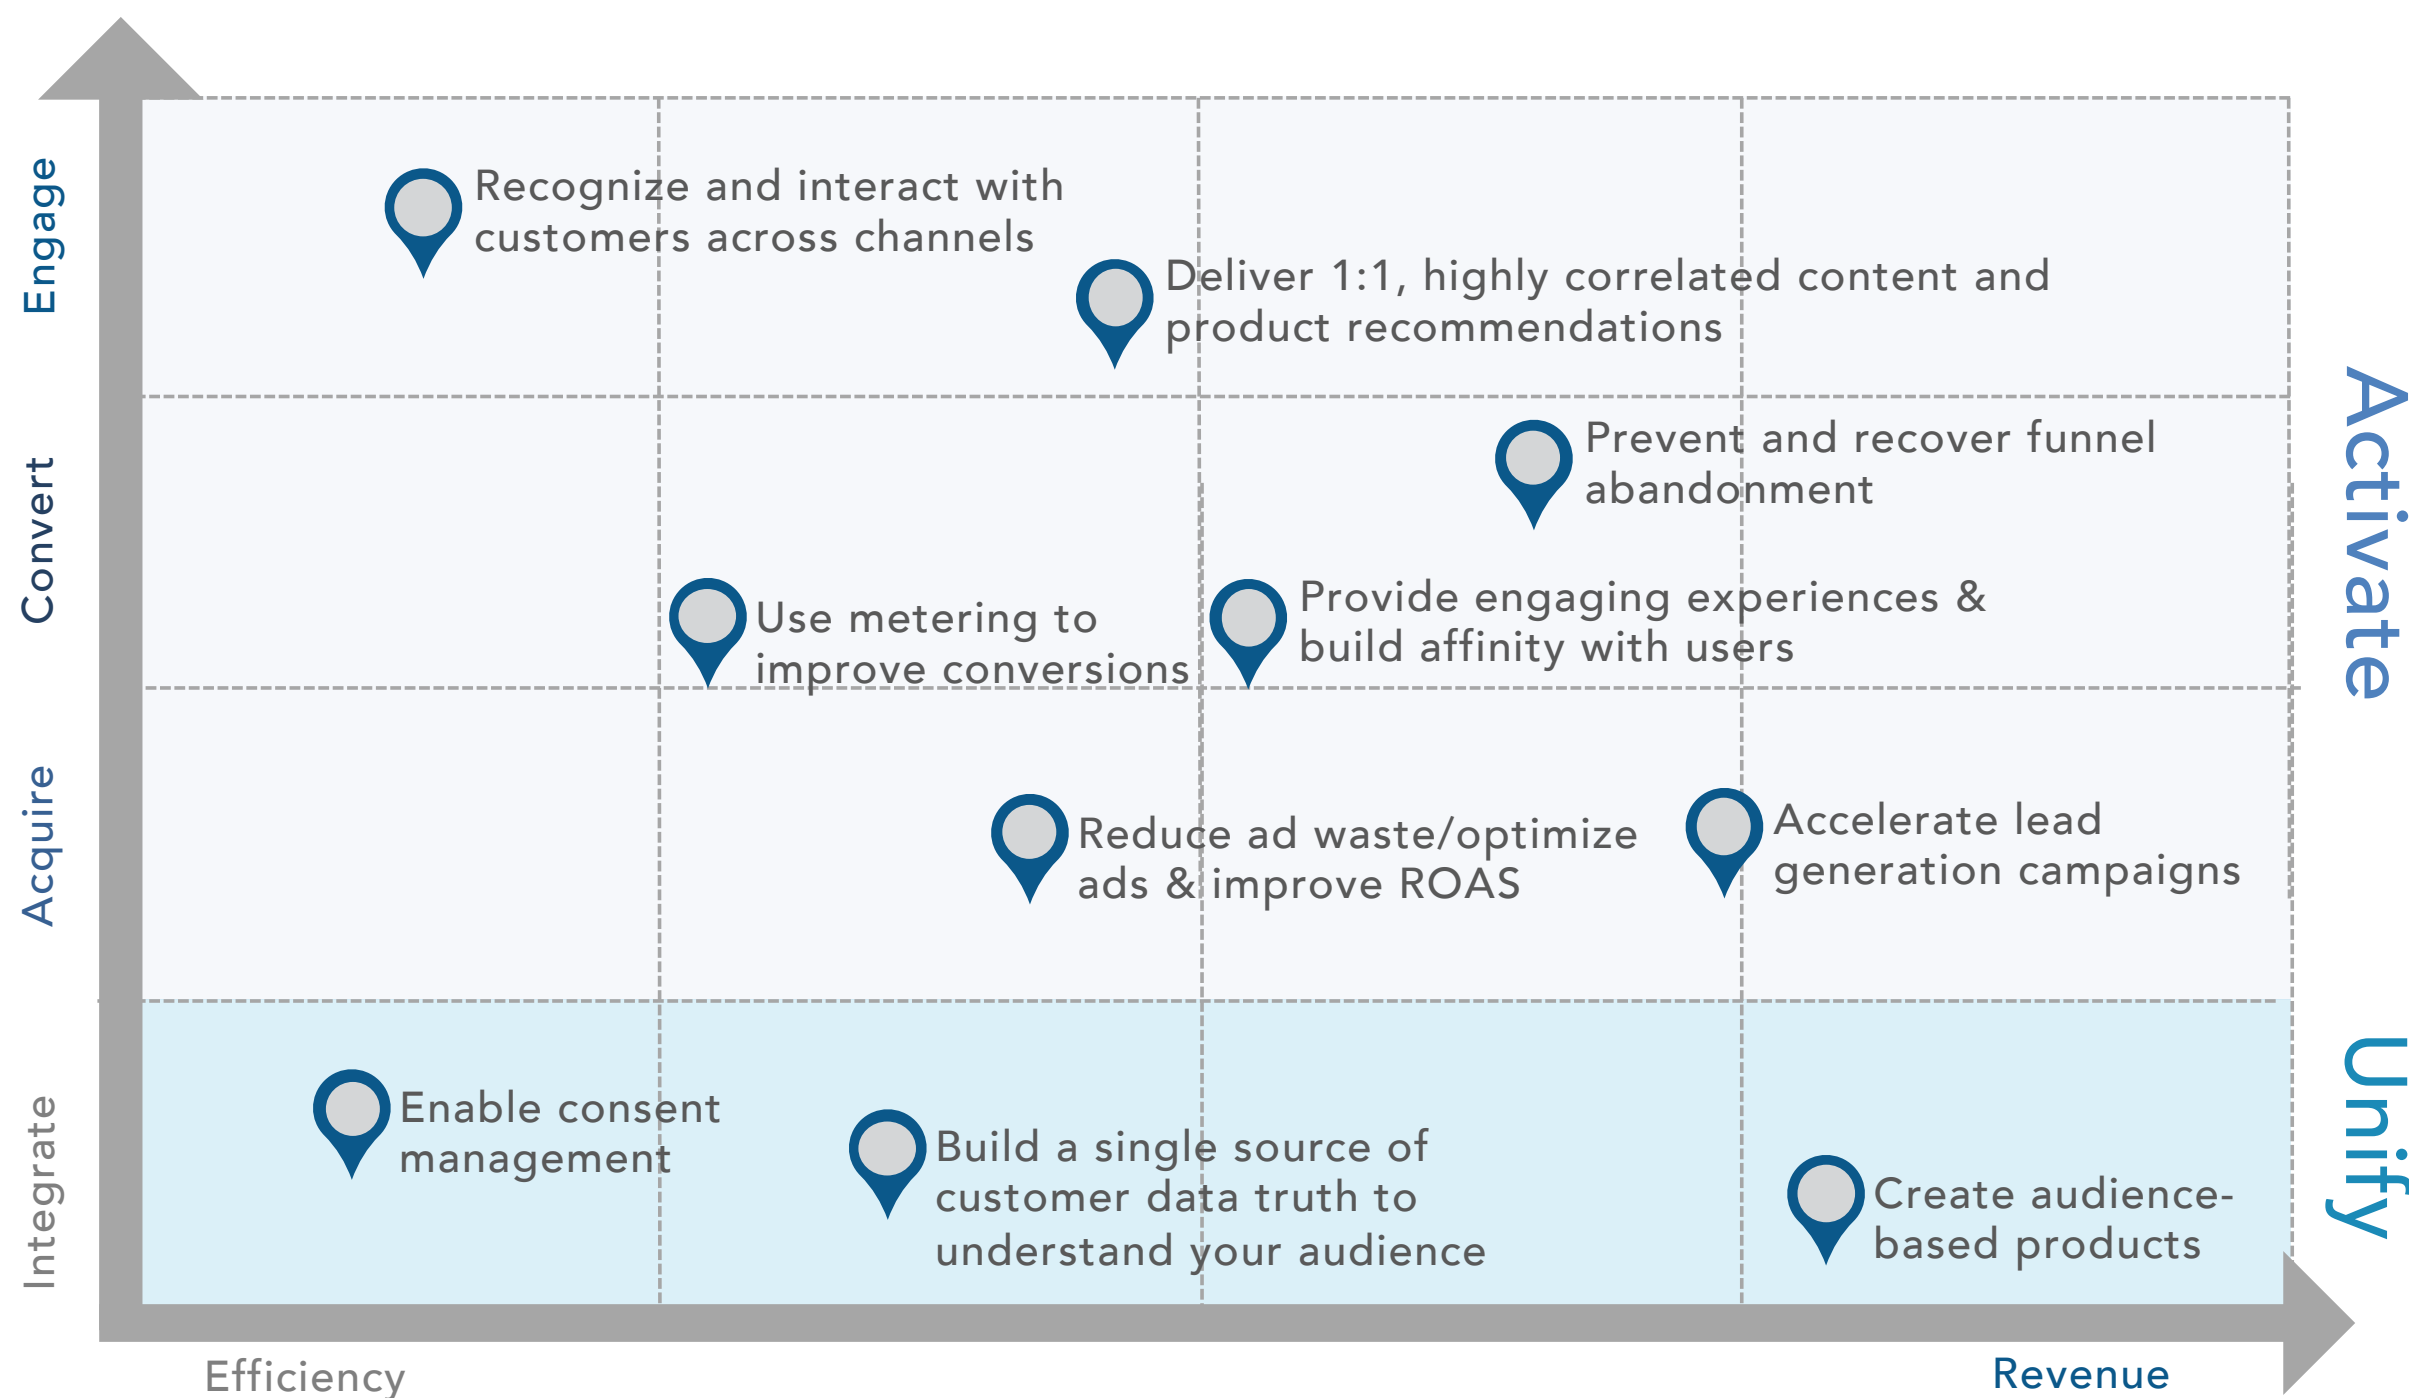 Engage
Recognize and interact with
customers across channels
Deliver 1:1, highly correlated content and
product recommendations
Convert
Prevent and recover funnel
abandonment
Use metering to
improve conversions
Provide engaging experiences &
build affinity with users
Activate
Acquire
Reduce ad waste/optimize
ads & improve ROAS
Accelerate lead
generation campaigns
Integrate
Enable consent
management
Build a single source of
customer data truth to
understand your audience
Create audience-
based products
Unify
Efficiency
Revenue